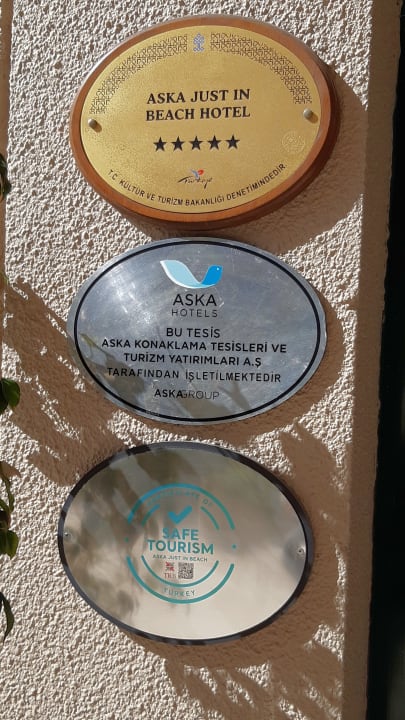 ASKA JUST IN
BEACH HOTEL
★★★★★
Türkiye
T.C. KÜLTÜR VE TURİZM BAKANLIĞI DENETİMİNDEDİR
ASKA
HOTELS
BU TESİS
ASKA KONAKLAMA TESİSLERİ VE
TURİZM YATIRIMLARI A.Ş
TARAFINDAN İŞLETİLMEKTEDİR
ASKAGROUP
SAFE
TOURISM
ASKA JUST IN BEACH
TURKEY